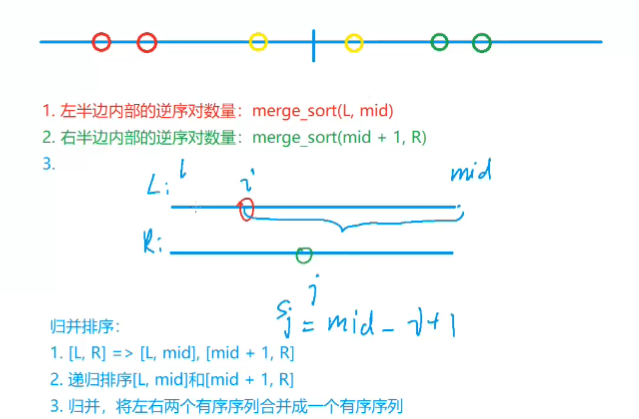 1. 左半边内部的逆序对数量：merge_sort(L, mid)
2. 右半边内部的逆序对数量：merge_sort(mid + 1, R)
3.
l i mid
L:
R:
j
Sj = mid - i + 1
归并排序：
1. [L, R] => [L, mid], [mid + 1, R]
2. 递归排序[L, mid]和[mid + 1, R]
3. 归并，将左右两个有序序列合并成一个有序序列